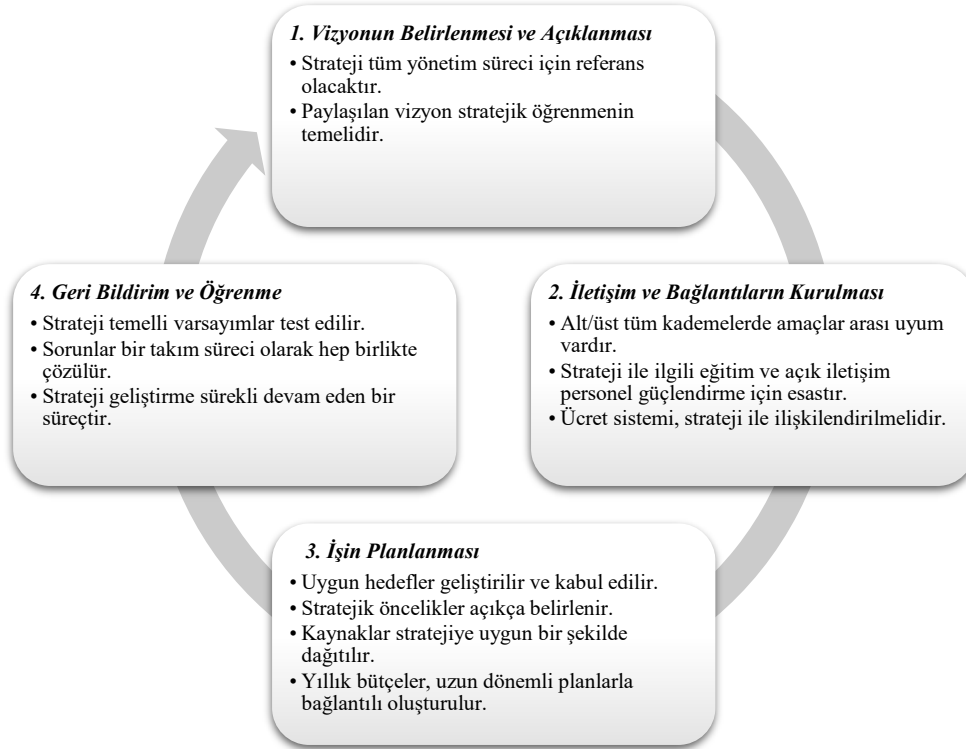 1. Vizyonun Belirlenmesi ve Açıklanması
• Strateji tüm yönetim süreci için referans
olacaktır.
• Paylaşılan vizyon stratejik öğrenmenin
temelidir.
2. İletişim ve Bağlantıların Kurulması
• Alt/üst tüm kademelerde amaçlar arası uyum
vardır.
• Strateji ile ilgili eğitim ve açık iletişim
personel güçlendirme için esastır.
• Ücret sistemi, strateji ile ilişkilendirilmelidir.
3. İşin Planlanması
• Uygun hedefler geliştirilir ve kabul edilir.
• Stratejik öncelikler açıkça belirlenir.
• Kaynaklar stratejiye uygun bir şekilde
dağıtılır.
• Yıllık bütçeler, uzun dönemli planlarla
bağlantılı oluşturulur.
4. Geri Bildirim ve Öğrenme
• Strateji temelli varsayımlar test edilir.
• Sorunlar bir takım süreci olarak hep birlikte
çözülür.
• Strateji geliştirme sürekli devam eden bir
süreçtir.